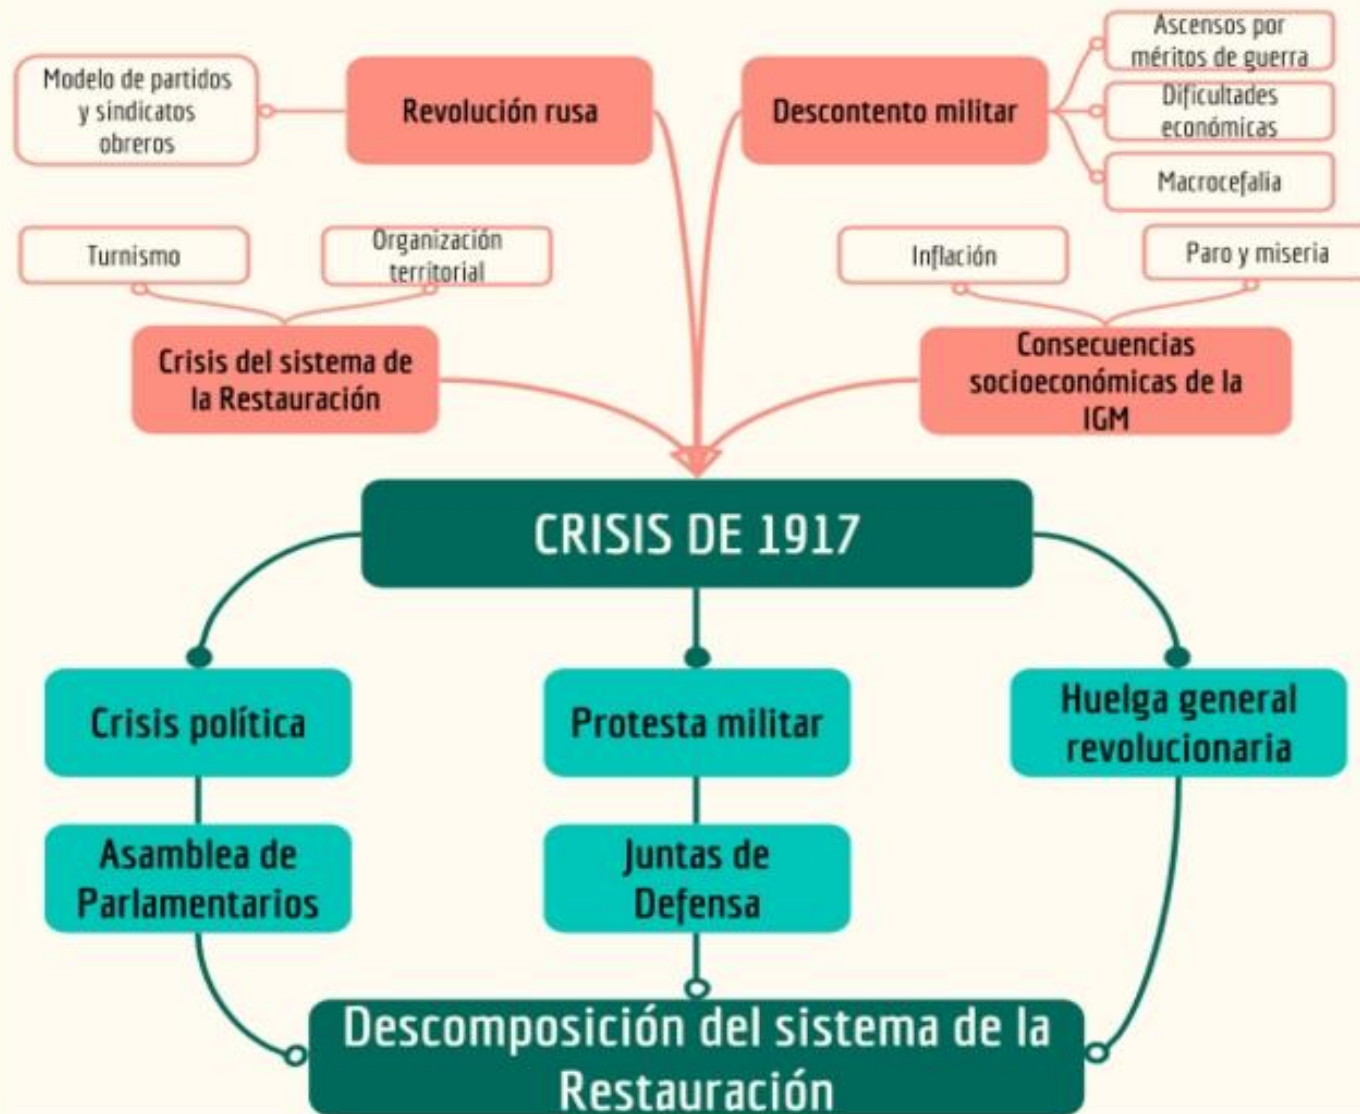 Ascensos por
méritos de guerra
Modelo de partidos
y sindicatos
obreros
Revolución rusa
Descontento militar
Dificultades
económicas
Macrocefalia
Turnismo
Organización
territorial
Inflación
Paro y miseria
Crisis del sistema de
la Restauración
Consecuencias
socioeconómicas de la
IGM
CRISIS DE 1917
Crisis política
Protesta militar
Huelga general
revolucionaria
Asamblea de
Parlamentarios
Juntas de
Defensa
Descomposición del sistema de la
Restauración